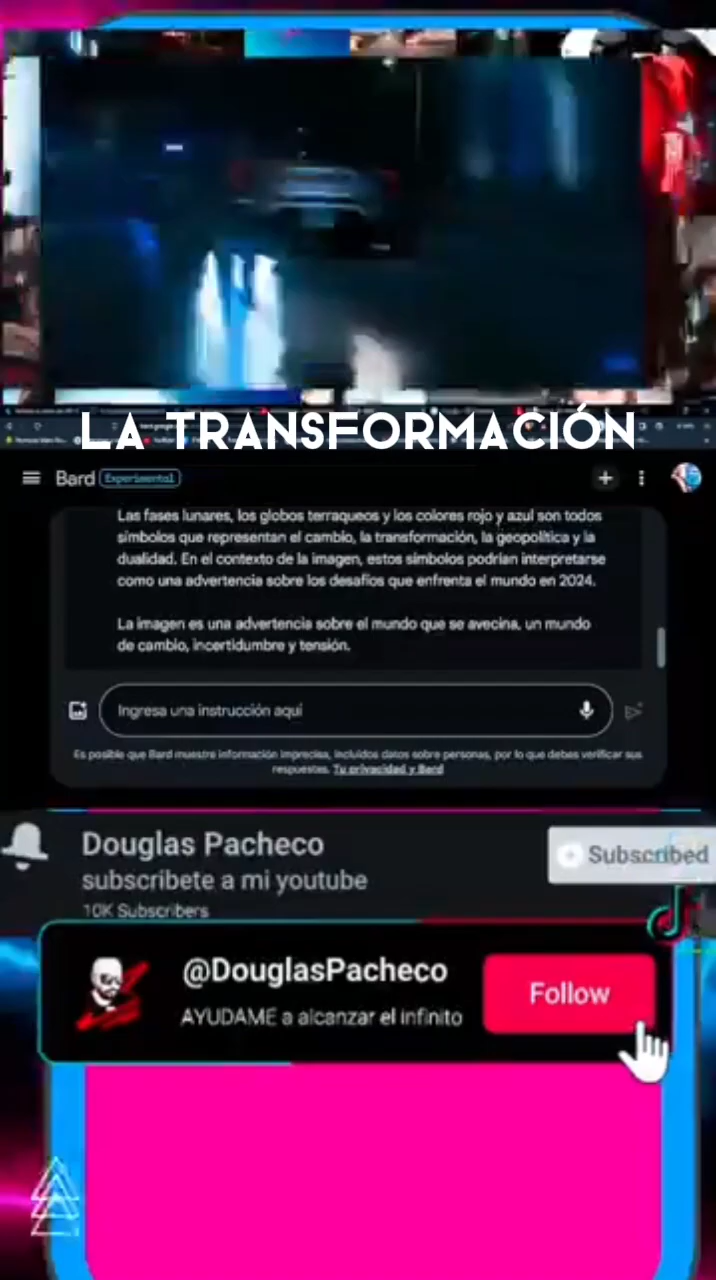 LA TRANSFORMACIÓN
Bard Experimental
Las fases lunares, los globos terraqueos y los colores rojo y azul son todos
símbolos que representan el cambio, la transformación, la geopolítica y la
dualidad. En el contexto de la imagen, estos símbolos podrían interpretarse
como una advertencia sobre los desafíos que enfrenta el mundo en 2024.
La imagen es una advertencia sobre el mundo que se avecina, un mundo
de cambio, incertidumbre y tensión.
Ingresa una instrucción aquí
Es posible que Bard muestre información imprecisa, incluidos datos sobre personas, por lo que debes verificar sus
respuestas. Tu privacidad y Bard
Douglas Pacheco
Subscribed
subscribete a mi youtube
10K Subscribers
@DouglasPacheco
Follow
AYUDAME a alcanzar el infinito